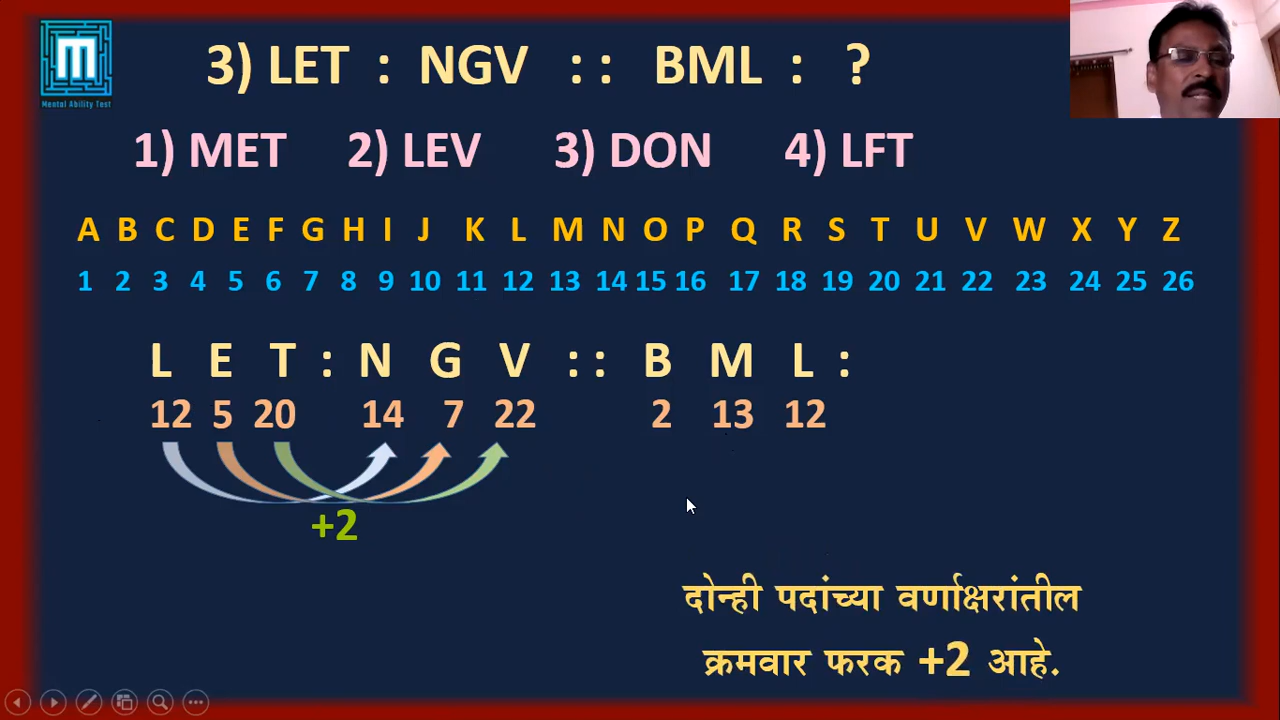 M
Mental Ability Test
3) LET : NGV :: BML : ?
1) MET 2) LEV 3) DON 4) LFT
A B C D E F G H I J K L M N O P Q R S T U V W X Y Z
1 2 3 4 5 6 7 8 9 10 11 12 13 14 15 16 17 18 19 20 21 22 23 24 25 26
L E T : N G V :: B M L :
12 5 20 14 7 22 2 13 12
+2
दोन्ही पदांच्या वर्णाक्षरांतील
क्रमवार फरक +2 आहे.